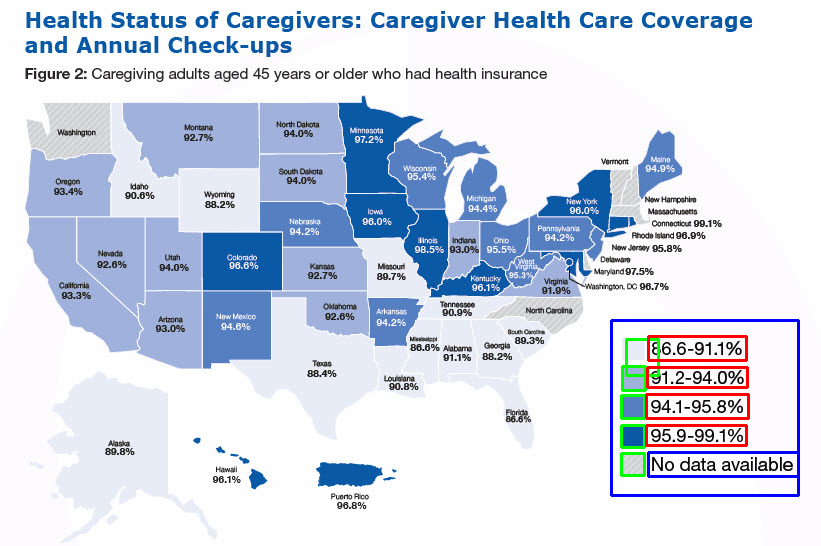 Health Status of Caregivers: Caregiver Health Care Coverage
and Annual Check-ups
Figure 2: Caregiving adults aged 45 years or older who had health insurance
Washington
Montana
92.7%
North Dakota
94.0%
Minnesota
97.2%
Vermont
Maine
94.9%
Oregon
93.4%
Idaho
90.6%
Wyoming
88.2%
South Dakota
94.0%
Wisconsin
95.4%
Michigan
94.4%
New York
96.0%
New Hampshire
Massachusetts
Connecticut 99.1%
Rhode Island 96.9%
New Jersey 95.8%
Delaware
Maryland 97.5%
Washington, DC 96.7%
Nebraska
94.2%
Iowa
96.0%
Illinois
98.5%
Indiana
93.0%
Ohio
95.5%
Pennsylvania
94.2%
Nevada
92.6%
Utah
94.0%
Colorado
96.6%
Kansas
92.7%
Missouri
89.7%
Kentucky
96.1%
West
Virginia
95.3%
Virginia
91.9%
California
93.3%
Arizona
93.0%
New Mexico
94.6%
Oklahoma
92.6%
Arkansas
94.2%
Tennessee
90.9%
North Carolina
South Carolina
89.3%
Texas
88.4%
Louisiana
90.8%
Mississippi
86.6%
Alabama
91.1%
Georgia
88.2%
Florida
86.6%
Alaska
89.8%
Hawaii
96.1%
Puerto Rico
96.8%
86.6-91.1%
91.2-94.0%
94.1-95.8%
95.9-99.1%
No data available